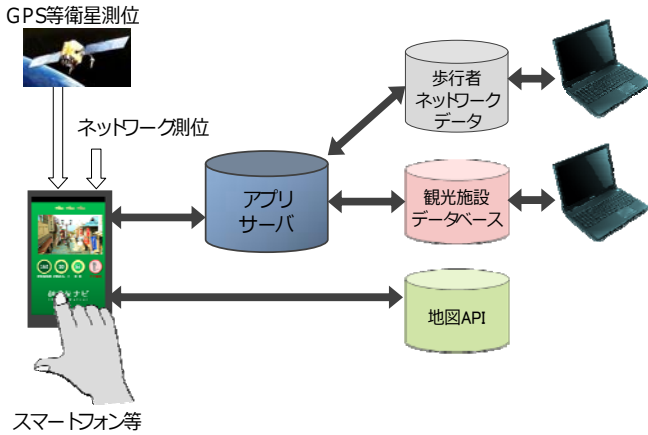 GPS等衛星測位
ネットワーク測位
歩行者
ネットワーク
データ
アプリ
サーバ
観光施設
データベース
地図API
スマートフォン等